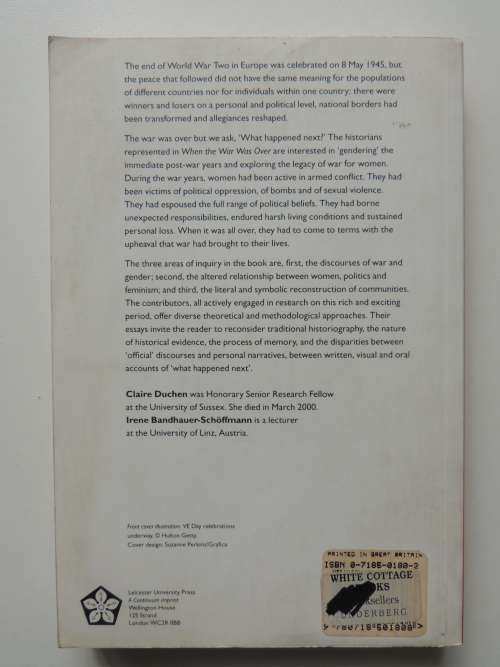 The end of World War Two in Europe was celebrated on 8 May 1945, but
the peace that followed did not have the same meaning for the populations
of different countries nor for individuals within one country: there were
winners and losers on a personal and political level, national borders had
been transformed and allegiances reshaped.
The war was over but we ask, ‘What happened next?’ The historians
represented in When the War Was Over are interested in ‘gendering’ the
immediate post-war years and exploring the legacy of war for women.
During the war years, women had been active in armed conflict. They had
been victims of political oppression, of bombs and of sexual violence.
They had espoused the full range of political beliefs. They had borne
unexpected responsibilities, endured harsh living conditions and sustained
personal loss. When it was all over, they had to come to terms with the
upheaval that war had brought to their lives.
The three areas of inquiry in the book are, first, the discourses of war and
gender; second, the altered relationship between women, politics and
feminism; and third, the literal and symbolic reconstruction of communities.
The contributors, all actively engaged in research on this rich and exciting
period, offer diverse theoretical and methodological approaches. Their
essays invite the reader to reconsider traditional historiography, the nature
of historical evidence, the process of memory, and the disparities between
‘official’ discourses and personal narratives, between written, visual and oral
accounts of ‘what happened next’.
Claire Duchen was Honorary Senior Research Fellow
at the University of Sussex. She died in March 2000.
Irene Bandhauer-Schöffmann is a lecturer
at the University of Linz, Austria.
Front cover illustration: VE Day celebrations
underway. © Hulton Getty.
Cover design: Suzanne Perkins/Grafica
Leicester University Press
A Continuum imprint
Wellington House
125 Strand
London WC2R 0BB
PRINTED IN GREAT BRITAIN
ISBN 0-7185-0180-2
WHITE COTTAGE
UNDERBERG